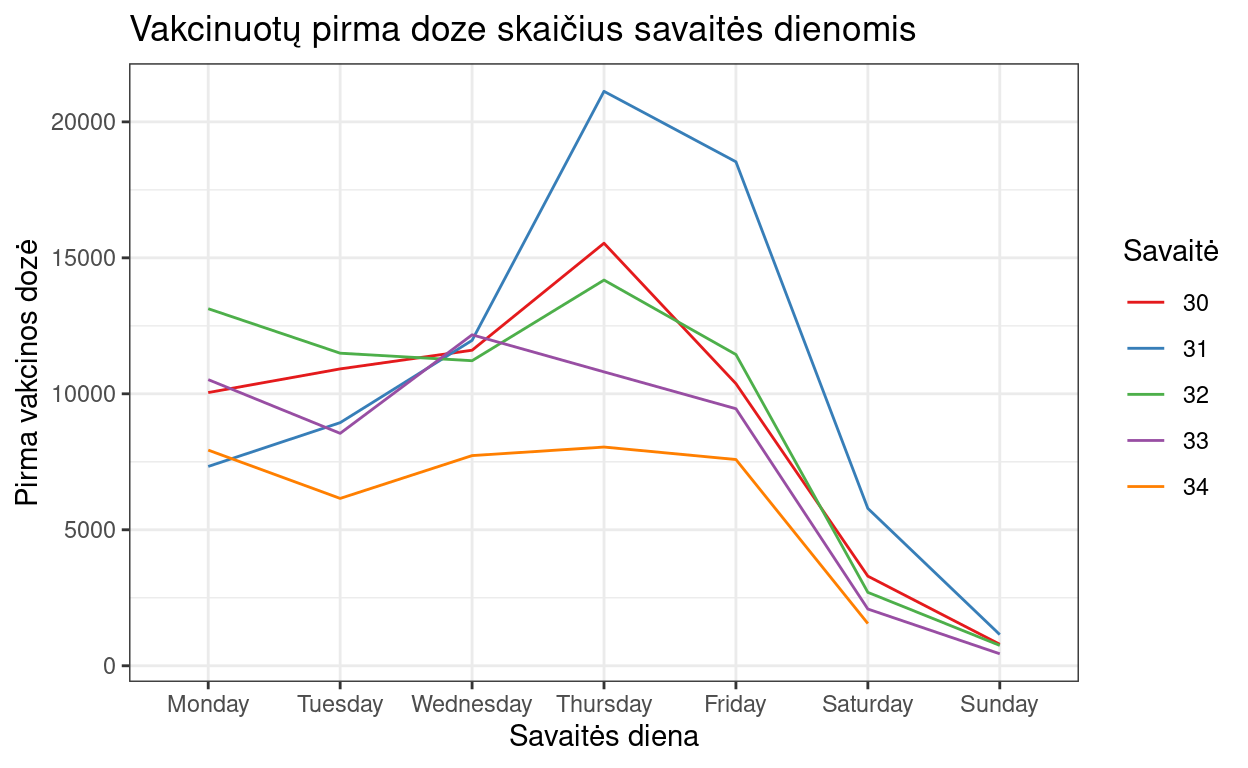 Vakcinuotų pirma doze skaičius savaitės dienomis
Pirma vakcinos dozė
20000
15000
10000
5000
0
Monday Tuesday Wednesday Thursday Friday Saturday Sunday
Savaitės diena
Savaitė
30
31
32
33
34